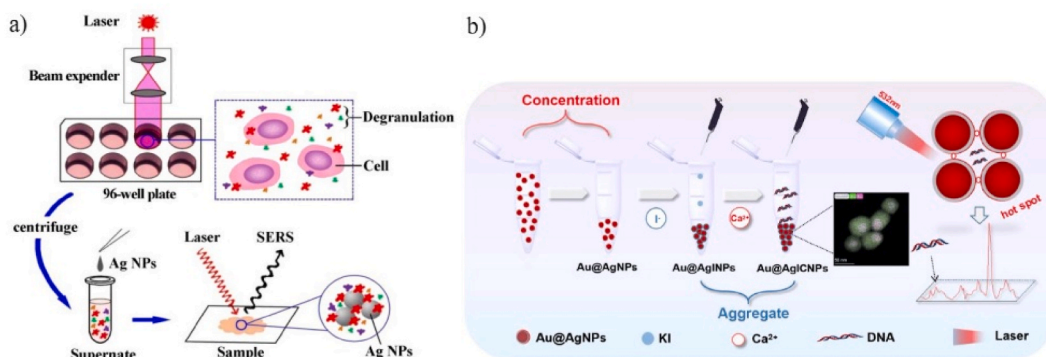 a)
Laser
Beam expender
Degranulation
Cell
96-well plate
centrifuge
Ag NPs
Laser
SERS
Supernate
Sample
Ag NPs
b)
Concentration
532nm
I-
Ca²⁺
hot spot
Au@AgNPs
Au@AgINPs
Au@AgICNPs
Aggregate
Au@AgNPs
KI
Ca²⁺
DNA
Laser